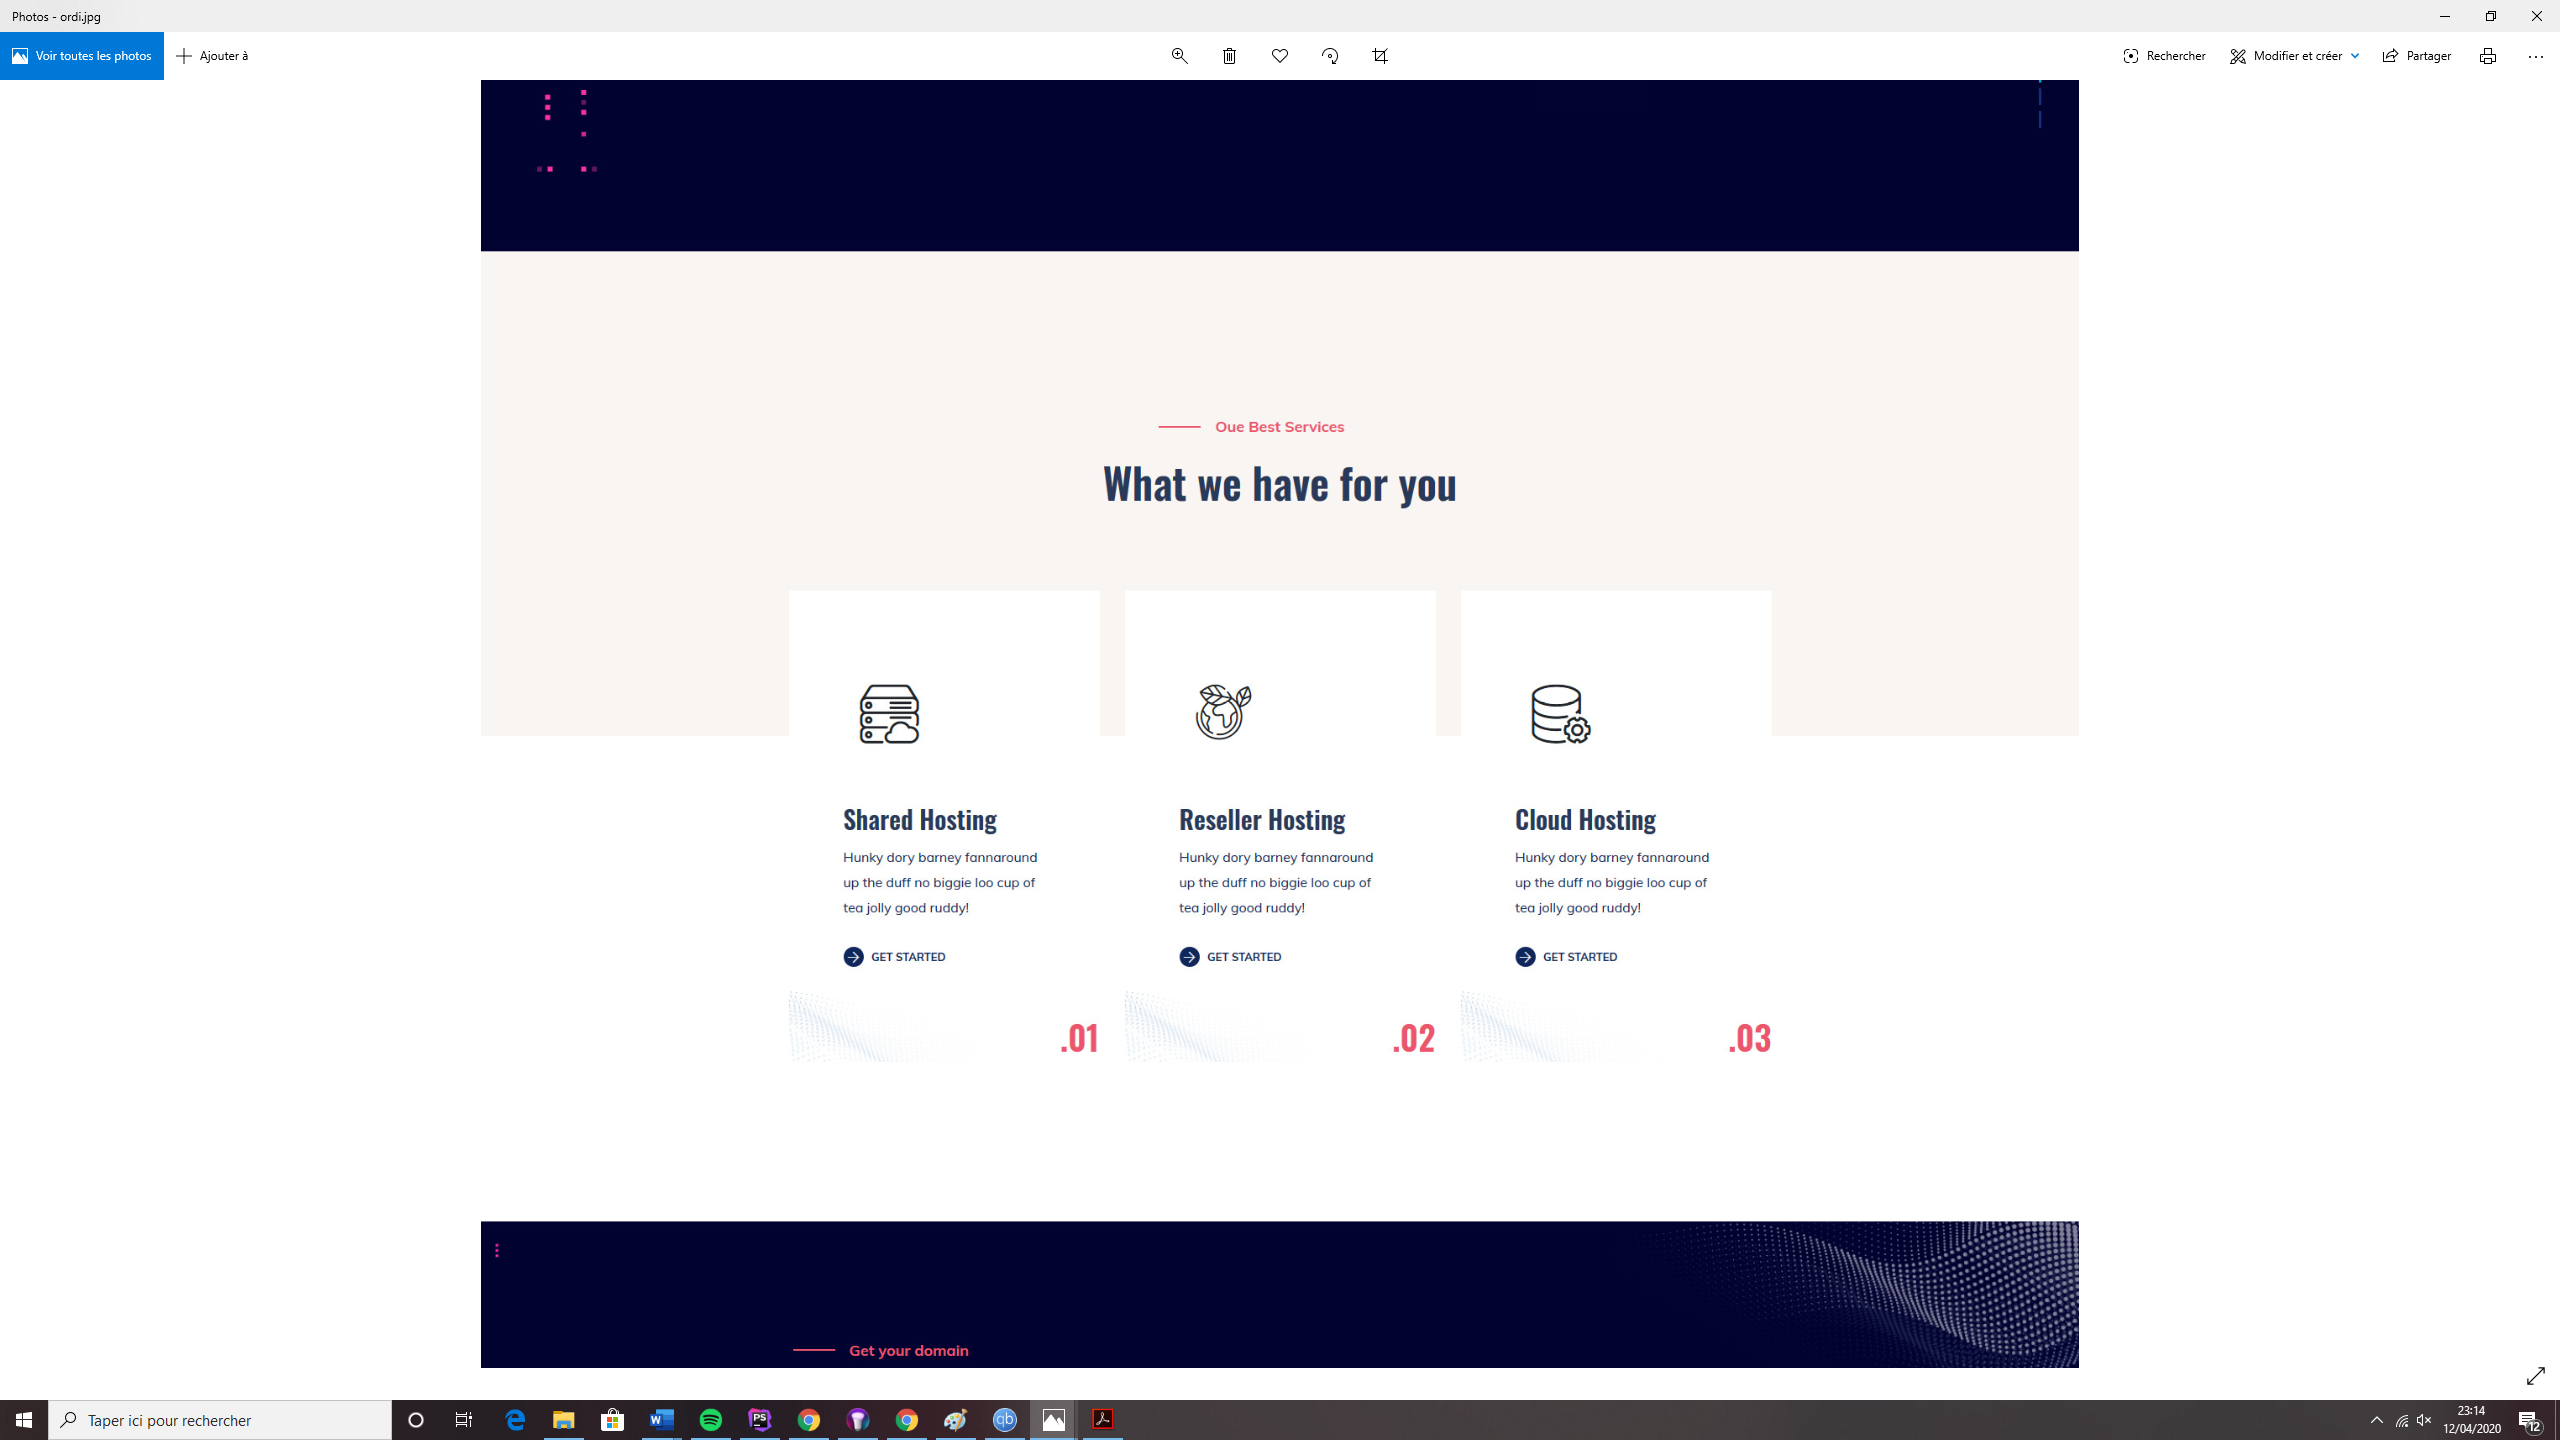 Photos - ordi.jpg
Voir toutes les photos
Ajouter à
Rechercher
Modifier et créer
Partager
Oue Best Services
What we have for you
Shared Hosting
Hunky dory barney fannaround
up the duff no biggie loo cup of
tea jolly good ruddy!
GET STARTED
.01
Reseller Hosting
Hunky dory barney fannaround
up the duff no biggie loo cup of
tea jolly good ruddy!
GET STARTED
.02
Cloud Hosting
Hunky dory barney fannaround
up the duff no biggie loo cup of
tea jolly good ruddy!
GET STARTED
.03
Get your domain
Taper ici pour rechercher
W
PS
qb
23:14
12/04/2020
12